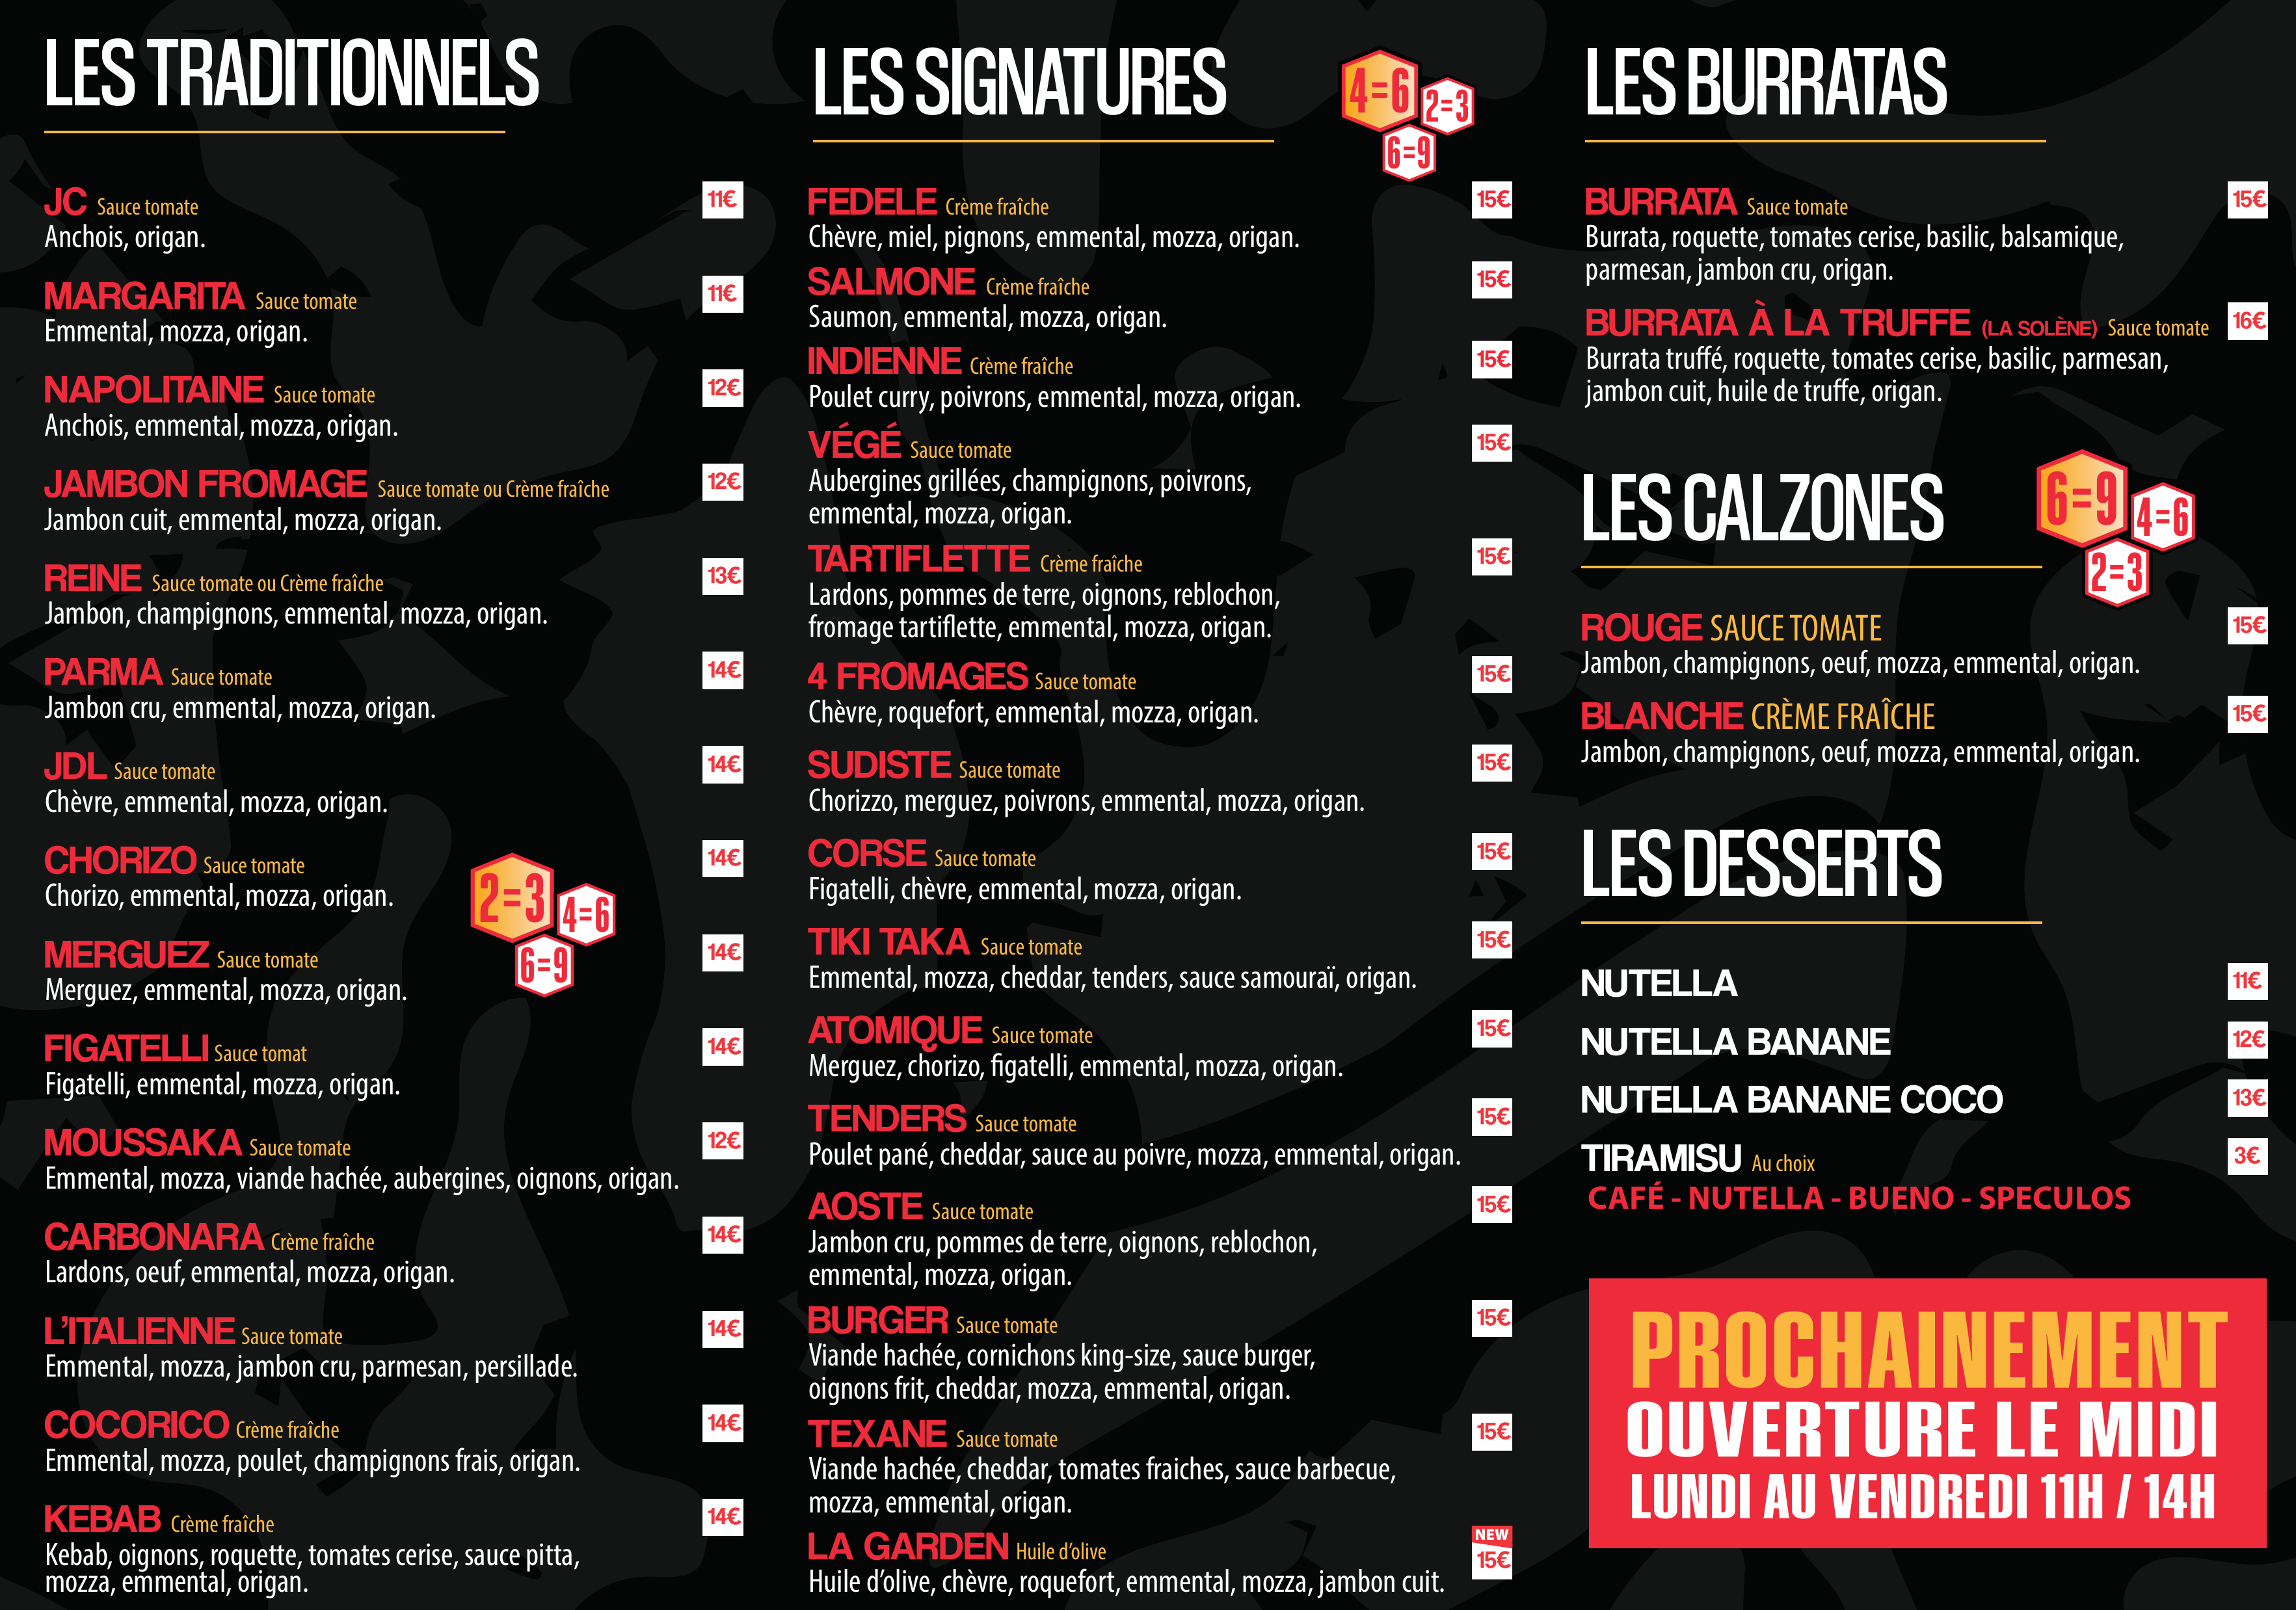 LES TRADITIONNELS
JC Sauce tomate 11€
Anchois, origan.
MARGARITA Sauce tomate 11€
Emmental, mozza, origan.
NAPOLITAINE Sauce tomate 12€
Anchois, emmental, mozza, origan.
JAMBON FROMAGE Sauce tomate ou Crème fraîche 12€
Jambon cuit, emmental, mozza, origan.
REINE Sauce tomate ou Crème fraîche 13€
Jambon, champignons, emmental, mozza, origan.
PARMA Sauce tomate 14€
Jambon cru, emmental, mozza, origan.
JDL Sauce tomate 14€
Chèvre, emmental, mozza, origan.
CHORIZO Sauce tomate 14€
Chorizo, emmental, mozza, origan.
2=3
4=6
6=9
MERGUEZ Sauce tomate 14€
Merguez, emmental, mozza, origan.
FIGATELLI Sauce tomat 14€
Figatelli, emmental, mozza, origan.
MOUSSAKA Sauce tomate 12€
Emmental, mozza, viande hachée, aubergines, oignons, origan.
CARBONARA Crème fraîche 14€
Lardons, oeuf, emmental, mozza, origan.
L'ITALIENNE Sauce tomate 14€
Emmental, mozza, jambon cru, parmesan, persillade.
COCORICO Crème fraîche 14€
Emmental, mozza, poulet, champignons frais, origan.
KEBAB Crème fraîche 14€
Kebab, oignons, roquette, tomates cerise, sauce pitta,
mozza, emmental, origan.
LES SIGNATURES
4=6
2=3
6=9
FEDELE Crème fraîche 15€
Chèvre, miel, pignons, emmental, mozza, origan.
SALMONE Crème fraîche 15€
Saumon, emmental, mozza, origan.
INDIENNE Crème fraîche 15€
Poulet curry, poivrons, emmental, mozza, origan.
VÉGÉ Sauce tomate 15€
Aubergines grillées, champignons, poivrons,
emmental, mozza, origan.
TARTIFLETTE Crème fraîche 15€
Lardons, pommes de terre, oignons, reblochon,
fromage tartiflette, emmental, mozza, origan.
4 FROMAGES Sauce tomate 15€
Chèvre, roquefort, emmental, mozza, origan.
SUDISTE Sauce tomate 15€
Chorizzo, merguez, poivrons, emmental, mozza, origan.
CORSE Sauce tomate 15€
Figatelli, chèvre, emmental, mozza, origan.
TIKI TAKA Sauce tomate 15€
Emmental, mozza, cheddar, tenders, sauce samouraï, origan.
ATOMIQUE Sauce tomate 15€
Merguez, chorizo, figatelli, emmental, mozza, origan.
TENDERS Sauce tomate 15€
Poulet pané, cheddar, sauce au poivre, mozza, emmental, origan.
AOSTE Sauce tomate 15€
Jambon cru, pommes de terre, oignons, reblochon,
emmental, mozza, origan.
BURGER Sauce tomate 15€
Viande hachée, cornichons king-size, sauce burger,
oignons frit, cheddar, mozza, emmental, origan.
TEXANE Sauce tomate 15€
Viande hachée, cheddar, tomates fraiches, sauce barbecue,
mozza, emmental, origan.
LA GARDEN Huile d'olive NEW 15€
Huile d'olive, chèvre, roquefort, emmental, mozza, jambon cuit.
LES BURRATAS
BURRATA Sauce tomate 15€
Burrata, roquette, tomates cerise, basilic, balsamique,
parmesan, jambon cru, origan.
BURRATA À LA TRUFFE (LA SOLÈNE) Sauce tomate 16€
Burrata truffé, roquette, tomates cerise, basilic, parmesan,
jambon cuit, huile de truffe, origan.
LES CALZONES
6=9
4=6
2=3
ROUGE SAUCE TOMATE 15€
Jambon, champignons, oeuf, mozza, emmental, origan.
BLANCHE CRÈME FRAÎCHE 15€
Jambon, champignons, oeuf, mozza, emmental, origan.
LES DESSERTS
NUTELLA 11€
NUTELLA BANANE 12€
NUTELLA BANANE COCO 13€
TIRAMISU Au choix 3€
CAFÉ - NUTELLA - BUENO - SPECULOS
PROCHAINEMENT
OUVERTURE LE MIDI
LUNDI AU VENDREDI 11H / 14H